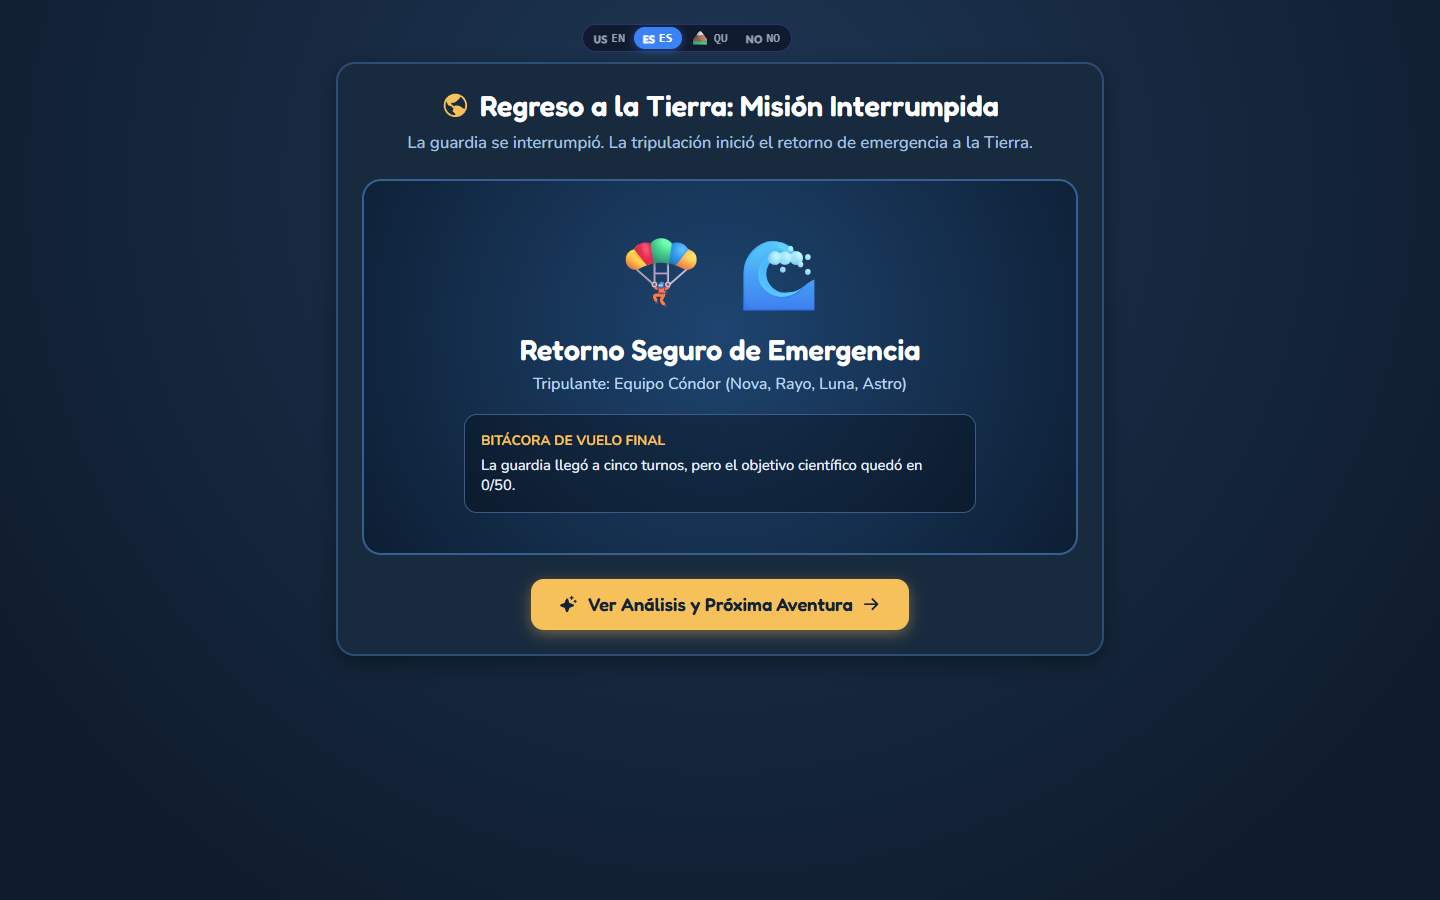 US EN ES ES QU NO NO
Regreso a la Tierra: Misión Interrumpida
La guardia se interrumpió. La tripulación inició el retorno de emergencia a la Tierra.
Retorno Seguro de Emergencia
Tripulante: Equipo Cóndor (Nova, Rayo, Luna, Astro)
BITÁCORA DE VUELO FINAL
La guardia llegó a cinco turnos, pero el objetivo científico quedó en
0/50.
Ver Análisis y Próxima Aventura →